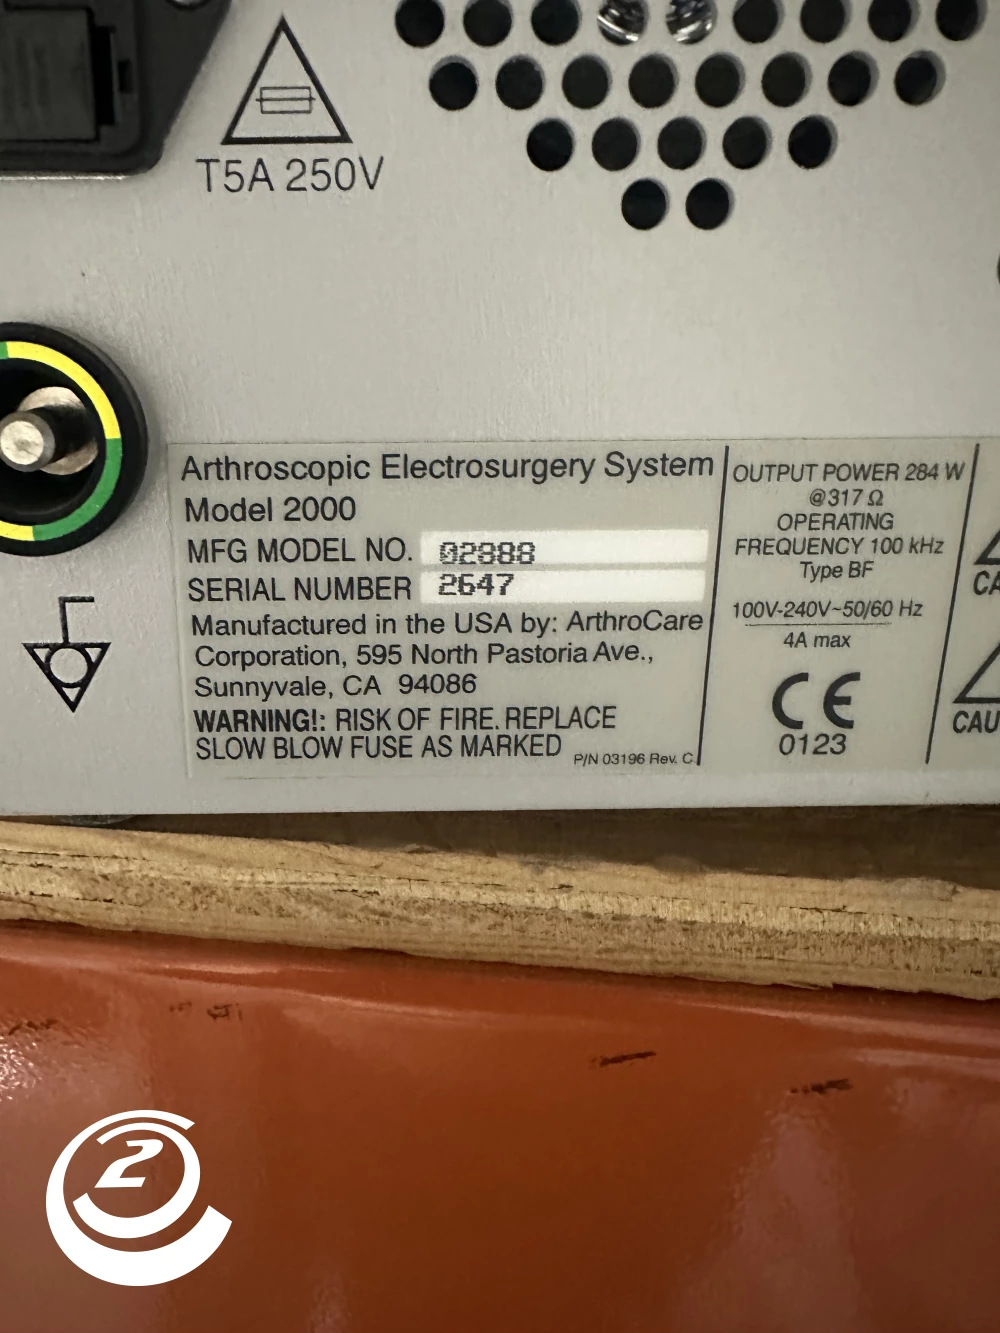 T5A 250V
Arthroscopic Electrosurgery System
Model 2000
MFG MODEL NO.
SERIAL NUMBER 2647
Manufactured in the USA by: ArthroCare
Corporation, 595 North Pastoria Ave.,
Sunnyvale, CA 94086
WARNING!: RISK OF FIRE. REPLACE
SLOW BLOW FUSE AS MARKED
P/N 03196 Rev. C
OUTPUT POWER 284 W
@317 Ω
OPERATING
FREQUENCY 100 kHz
Type BF
100V-240V~50/60 Hz
4A max
CE
0123
2